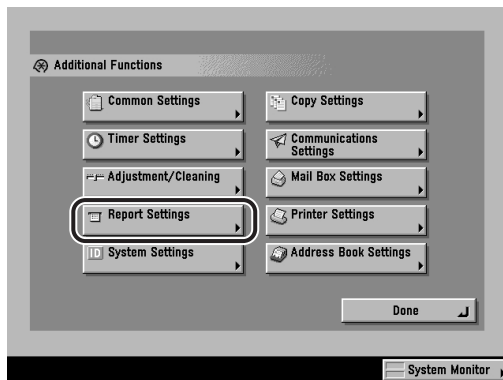 Additional Functions
Common Settings
Copy Settings
Timer Settings
Communications
Settings
Adjustment/Cleaning
Mail Box Settings
Report Settings
Printer Settings
ID System Settings
Address Book Settings
Done
System Monitor